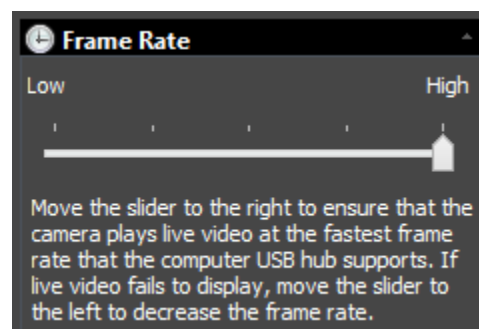 Frame Rate
Low High
Move the slider to the right to ensure that the
camera plays live video at the fastest frame
rate that the computer USB hub supports. If
live video fails to display, move the slider to
the left to decrease the frame rate.